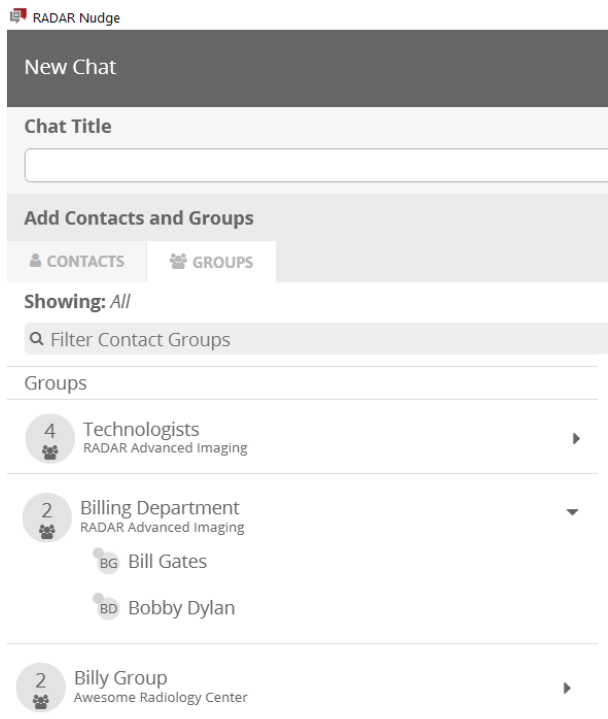 RADAR Nudge
New Chat
Chat Title
Add Contacts and Groups
CONTACTS GROUPS
Showing: All
Filter Contact Groups
Groups
4 Technologists
RADAR Advanced Imaging
2 Billing Department
RADAR Advanced Imaging
BG Bill Gates
BD Bobby Dylan
2 Billy Group
Awesome Radiology Center